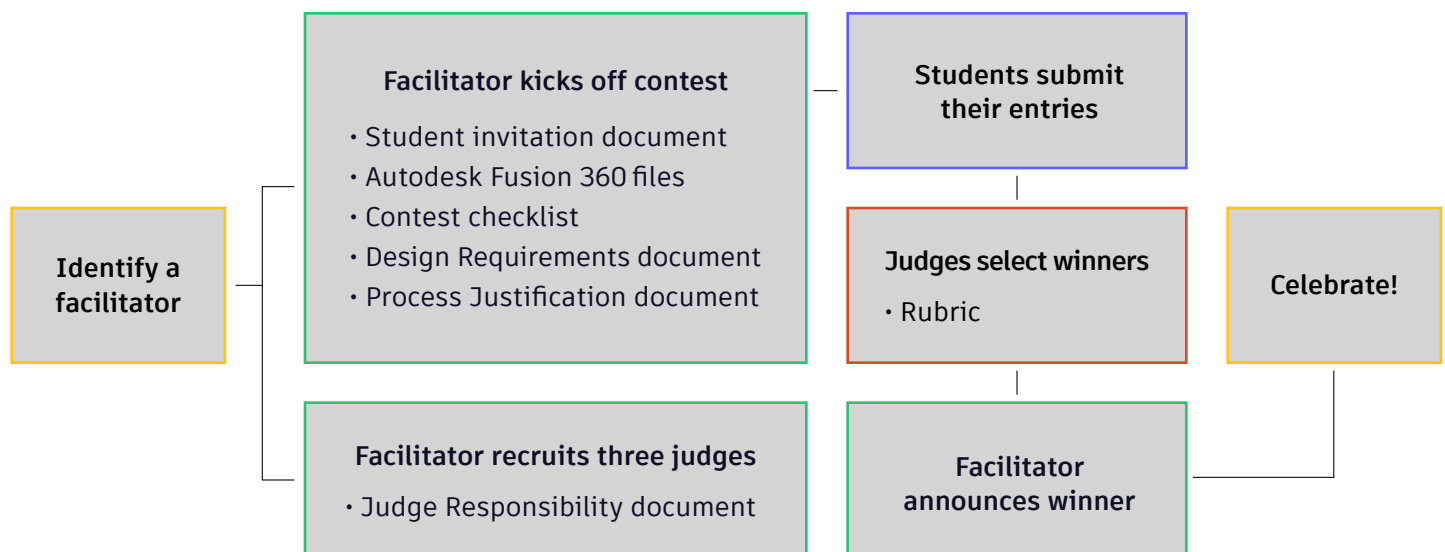 Identify a
facilitator
Facilitator kicks off contest
• Student invitation document
• Autodesk Fusion 360 files
• Contest checklist
• Design Requirements document
• Process Justification document
Facilitator recruits three judges
• Judge Responsibility document
Students submit
their entries
Judges select winners
• Rubric
Facilitator
announces winner
Celebrate!